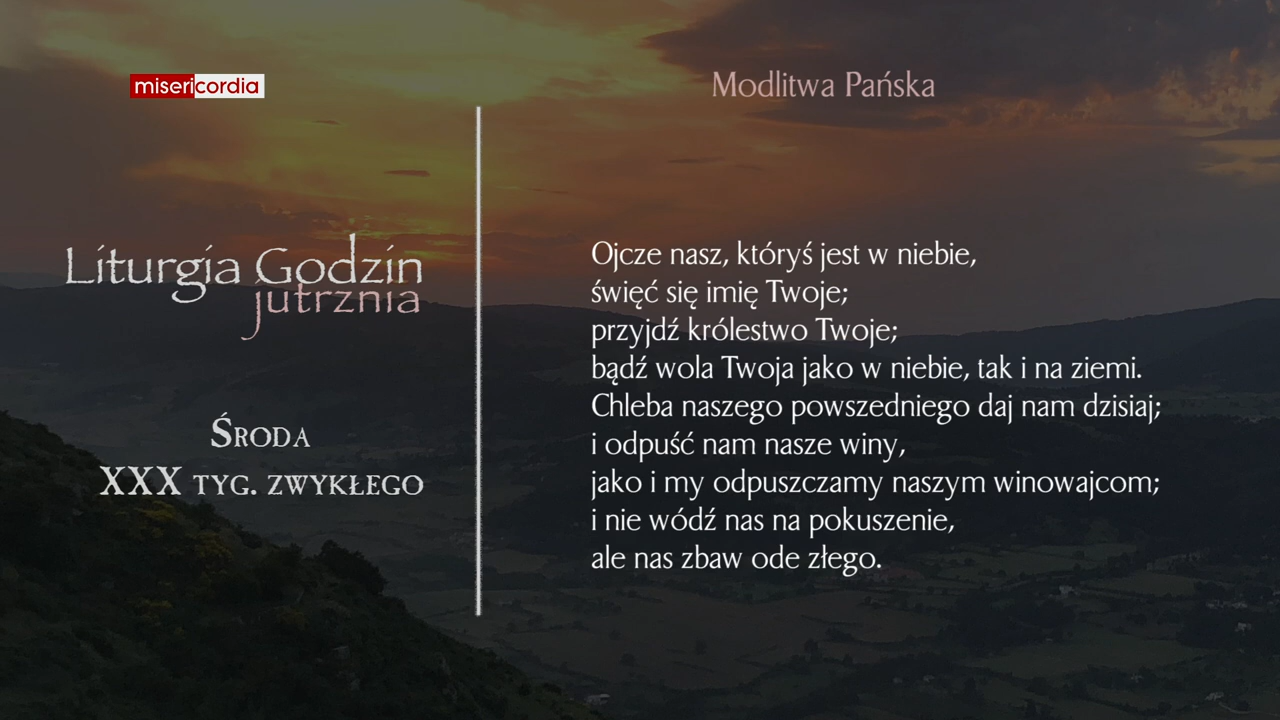 misericordia
Liturgia Godzin
jutrznia
Środa
XXX tyg. zwykłego
Modlitwa Pańska
Ojcze nasz, któryś jest w niebie,
święć się imię Twoje;
przyjdź królestwo Twoje;
bądź wola Twoja jako w niebie, tak i na ziemi.
Chleba naszego powszedniego daj nam dzisiaj;
i odpuść nam nasze winy,
jako i my odpuszczamy naszym winowajcom;
i nie wódź nas na pokuszenie,
ale nas zbaw ode złego.